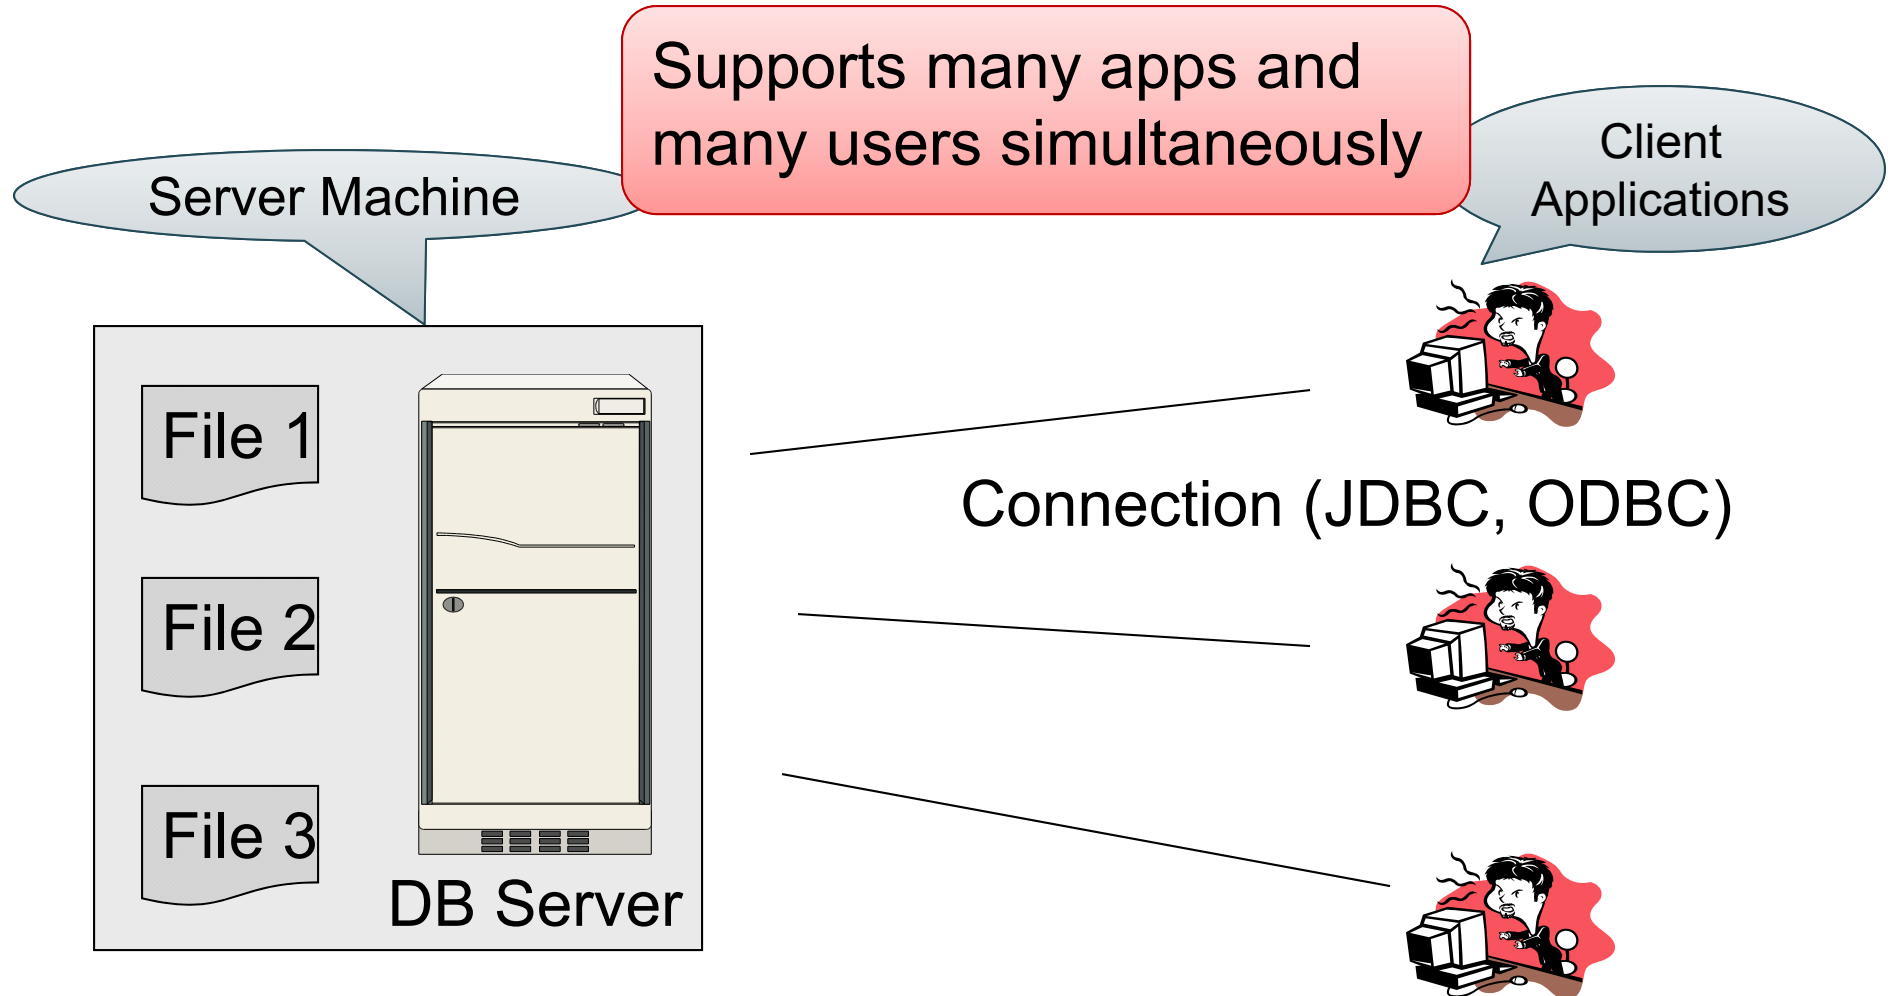 Supports many apps and
many users simultaneously
Server Machine
Client
Applications
File 1
File 2
File 3
DB Server
Connection (JDBC, ODBC)